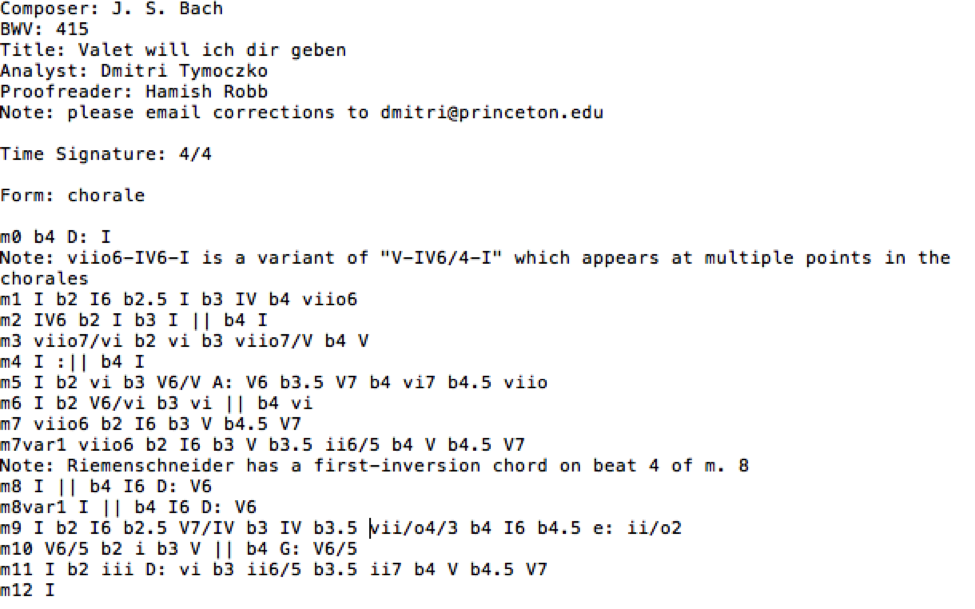 Composer: J. S. Bach
BWV: 415
Title: Valet will ich dir geben
Analyst: Dmitri Tymoczko
Proofreader: Hamish Robb
Note: please email corrections to dmitri@princeton.edu
Time Signature: 4/4
Form: chorale
m0 b4 D: I
Note: viio6-IV6-I is a variant of "V-IV6/4-I" which appears at multiple points in the
chorales
m1 I b2 I6 b2.5 I b3 IV b4 viio6
m2 IV6 b2 I b3 I || b4 I
m3 viio7/vi b2 vi b3 viio7/V b4 V
m4 I :|| b4 I
m5 I b2 vi b3 V6/V A: V6 b3.5 V7 b4 vi7 b4.5 viio
m6 I b2 V6/vi b3 vi || b4 vi
m7 viio6 b2 I6 b3 V b4.5 V7
m7var1 viio6 b2 I6 b3 V b3.5 ii6/5 b4 V b4.5 V7
Note: Riemenschneider has a first-inversion chord on beat 4 of m. 8
m8 I || b4 I6 D: V6
m8var1 I || b4 I6 D: V6
m9 I b2 I6 b2.5 V7/IV b3 IV b3.5 vii/o4/3 b4 I6 b4.5 e: ii/o2
m10 V6/5 b2 i b3 V || b4 G: V6/5
m11 I b2 iii D: vi b3 ii6/5 b3.5 ii7 b4 V b4.5 V7
m12 I